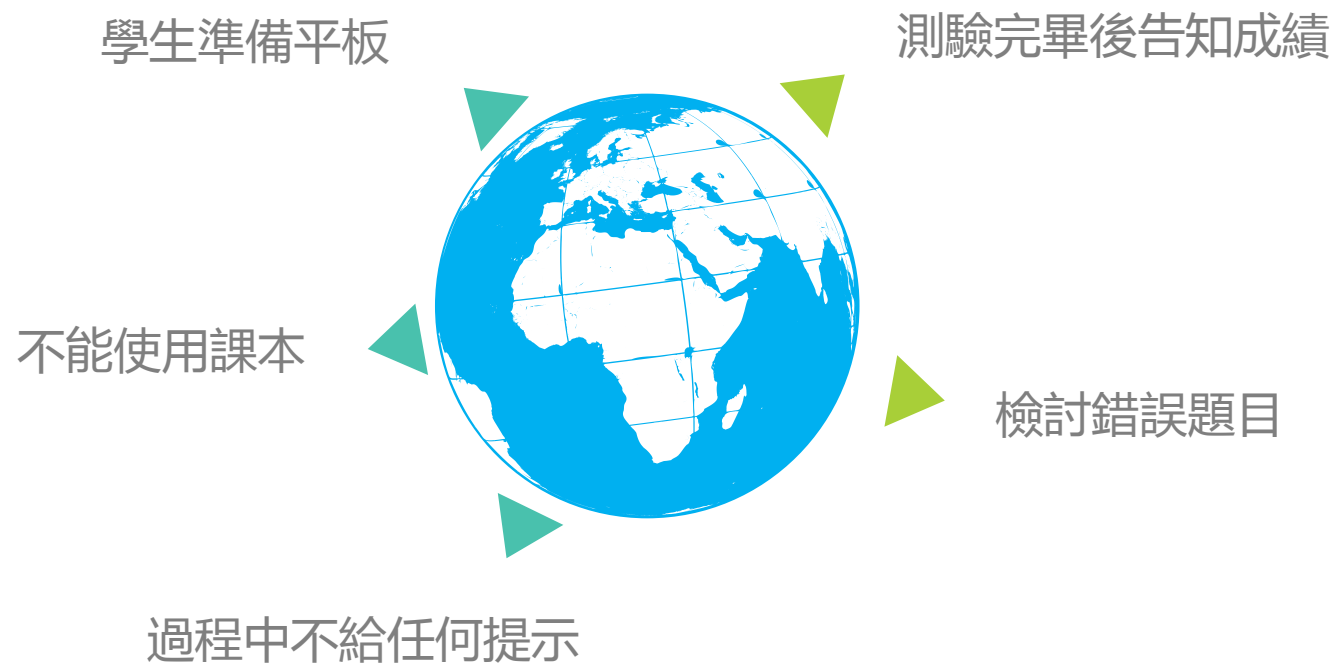 學生準備平板
測驗完畢後告知成績
不能使用課本
檢討錯誤題目
過程中不給任何提示